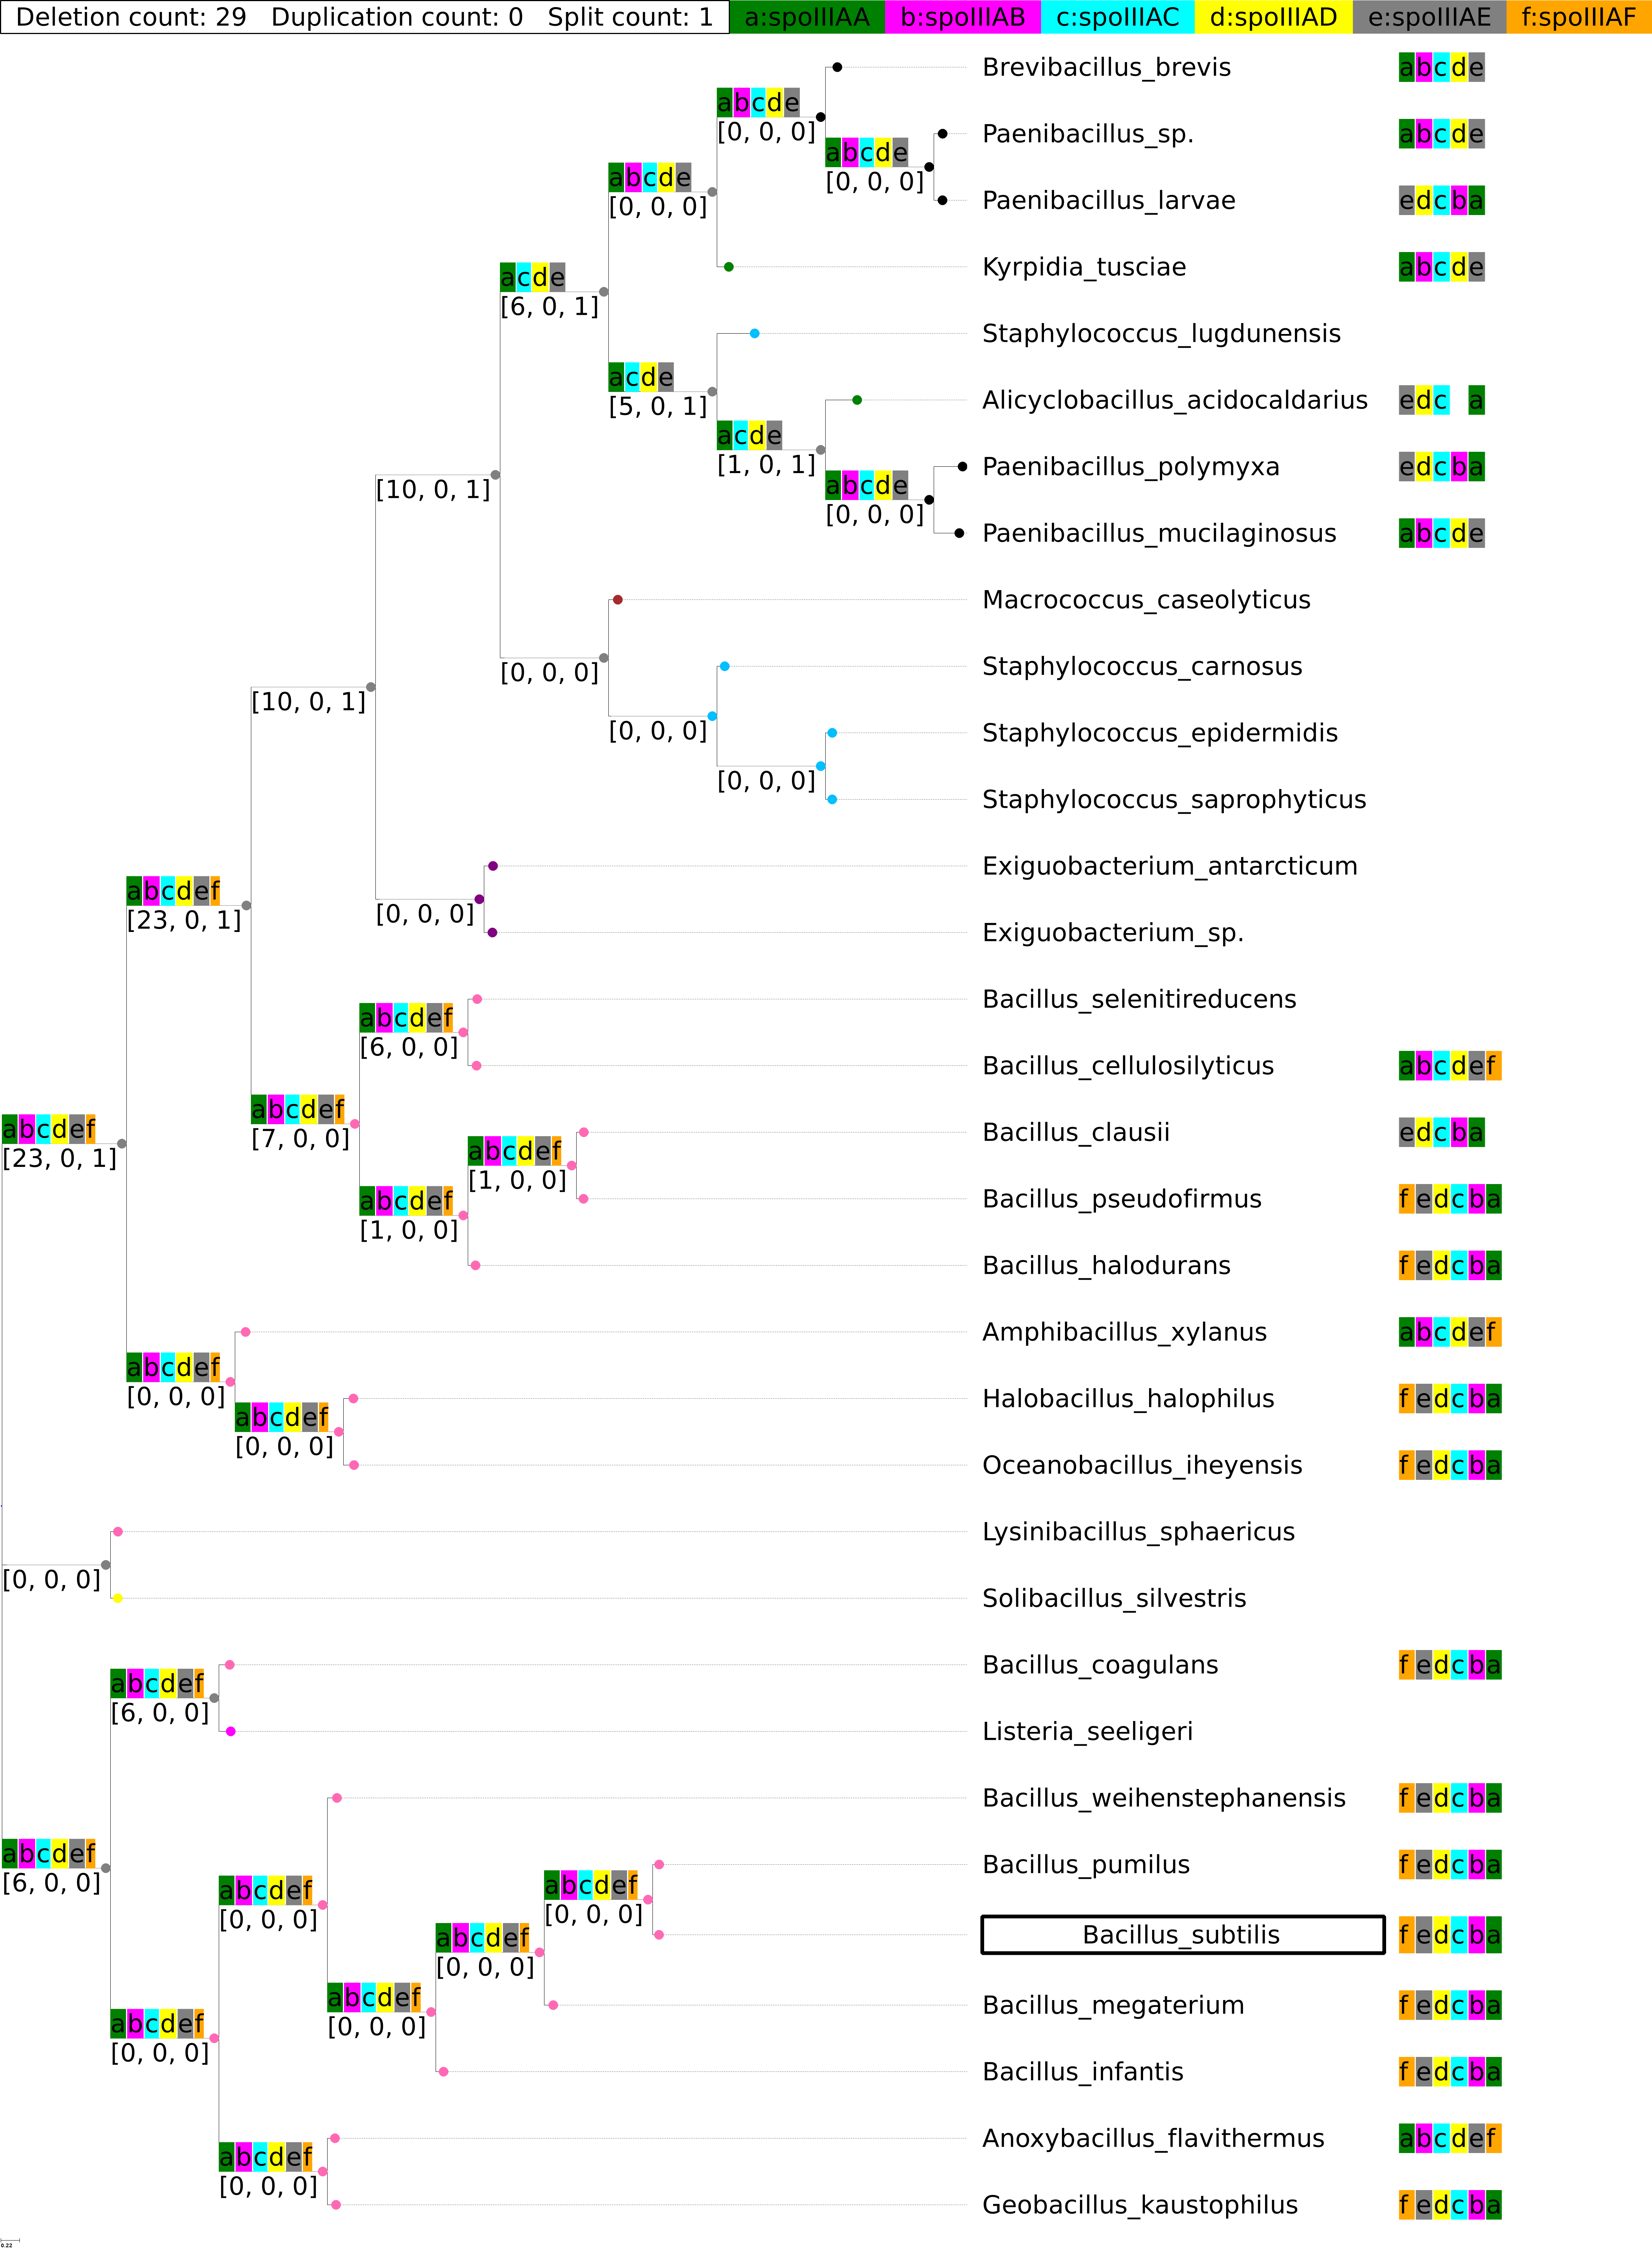 Deletion count: 29 Duplication count: 0 Split count: 1 a:spoIIIAA b:spoIIIAB c:spoIIIAC d:spoIIIAD e:spoIIIAE f:spoIIIAF
Brevibacillus_brevis abcde
abcde
[0, 0, 0]
Paenibacillus_sp. abcde
abcde
[0, 0, 0]
abcde
[0, 0, 0]
Paenibacillus_larvae edcba
Kyrpidia_tusciae abcde
acde
[6, 0, 1]
Staphylococcus_lugdunensis
acde
[5, 0, 1]
Alicyclobacillus_acidocaldarius edc a
acde
[1, 0, 1]
Paenibacillus_polymyxa edcba
[10, 0, 1]
abcde
[0, 0, 0]
Paenibacillus_mucilaginosus abcde
Macrococcus_caseolyticus
[0, 0, 0]
Staphylococcus_carnosus
[10, 0, 1]
[0, 0, 0]
Staphylococcus_epidermidis
[0, 0, 0]
Staphylococcus_saprophyticus
Exiguobacterium_antarcticum
abcdef
[23, 0, 1]
[0, 0, 0]
Exiguobacterium_sp.
Bacillus_selenitireducens
abcdef
[6, 0, 0]
Bacillus_cellulosilyticus abcdef
abcdef
[7, 0, 0]
abcdef
[23, 0, 1]
Bacillus_clausii edcba
abcdef
[1, 0, 0]
Bacillus_pseudofirmus fedcba
abcdef
[1, 0, 0]
Bacillus_halodurans fedcba
Amphibacillus_xylanus abcdef
abcdef
[0, 0, 0]
Halobacillus_halophilus fedcba
abcdef
[0, 0, 0]
Oceanobacillus_iheyensis fedcba
Lysinibacillus_sphaericus
[0, 0, 0]
Solibacillus_silvestris
Bacillus_coagulans fedcba
abcdef
[6, 0, 0]
Listeria_seeligeri
Bacillus_weihenstephanensis fedcba
abcdef
[6, 0, 0]
Bacillus_pumilus fedcba
abcdef
[0, 0, 0]
abcdef
[0, 0, 0]
Bacillus_subtilis fedcba
abcdef
[0, 0, 0]
Bacillus_megaterium fedcba
abcdef
[0, 0, 0]
abcdef
[0, 0, 0]
Bacillus_infantis fedcba
Anoxybacillus_flavithermus abcdef
abcdef
[0, 0, 0]
Geobacillus_kaustophilus fedcba
0.22